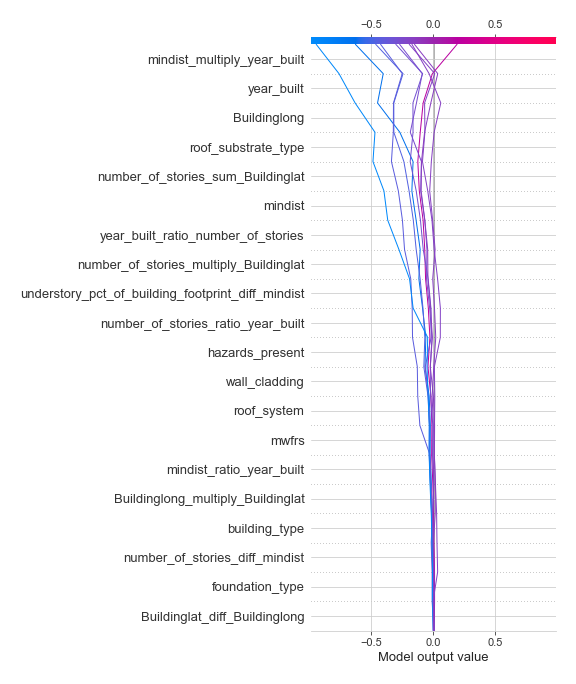 −0.5 0.0 0.5
mindist_multiply_year_built
year_built
Buildinglong
roof_substrate_type
number_of_stories_sum_Buildinglat
mindist
year_built_ratio_number_of_stories
number_of_stories_multiply_Buildinglat
understory_pct_of_building_footprint_diff_mindist
number_of_stories_ratio_year_built
hazards_present
wall_cladding
roof_system
mwfrs
mindist_ratio_year_built
Buildinglong_multiply_Buildinglat
building_type
number_of_stories_diff_mindist
foundation_type
Buildinglat_diff_Buildinglong
−0.5 0.0 0.5
Model output value